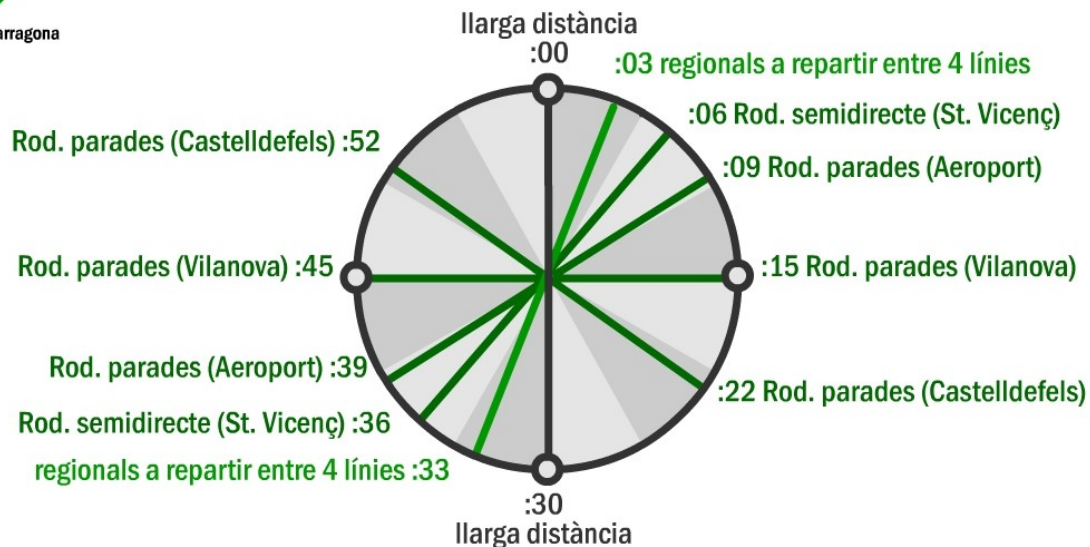 llarga distància
:00
:03 regionals a repartir entre 4 línies
:06 Rod. semidirecte (St. Vicenç)
:09 Rod. parades (Aeroport)
:15 Rod. parades (Vilanova)
:22 Rod. parades (Castelldefels)
:30
llarga distància
regionals a repartir entre 4 línies :33
Rod. semidirecte (St. Vicenç) :36
Rod. parades (Aeroport) :39
Rod. parades (Vilanova) :45
Rod. parades (Castelldefels) :52